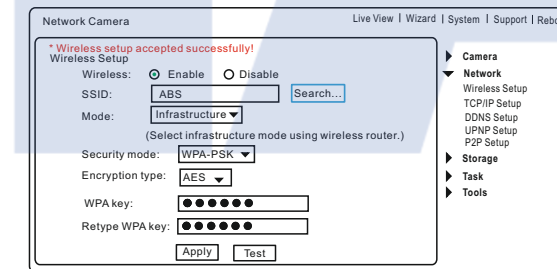 Network Camera
Live View | Wizard | System | Support |
* Wireless setup accepted successfully!
Wireless Setup
Wireless: Enable Disable
SSID: ABS Search...
Mode: Infrastructure
(Select infrastructure mode using wireless router.)
Security mode: WPA-PSK
Encryption type: AES
WPA key: ●●●●●●
Retype WPA key: ●●●●●●
Apply Test
Camera
Network
Wireless Setup
TCP/IP Setup
DDNS Setup
UPNP Setup
P2P Setup
Storage
Task
Tools